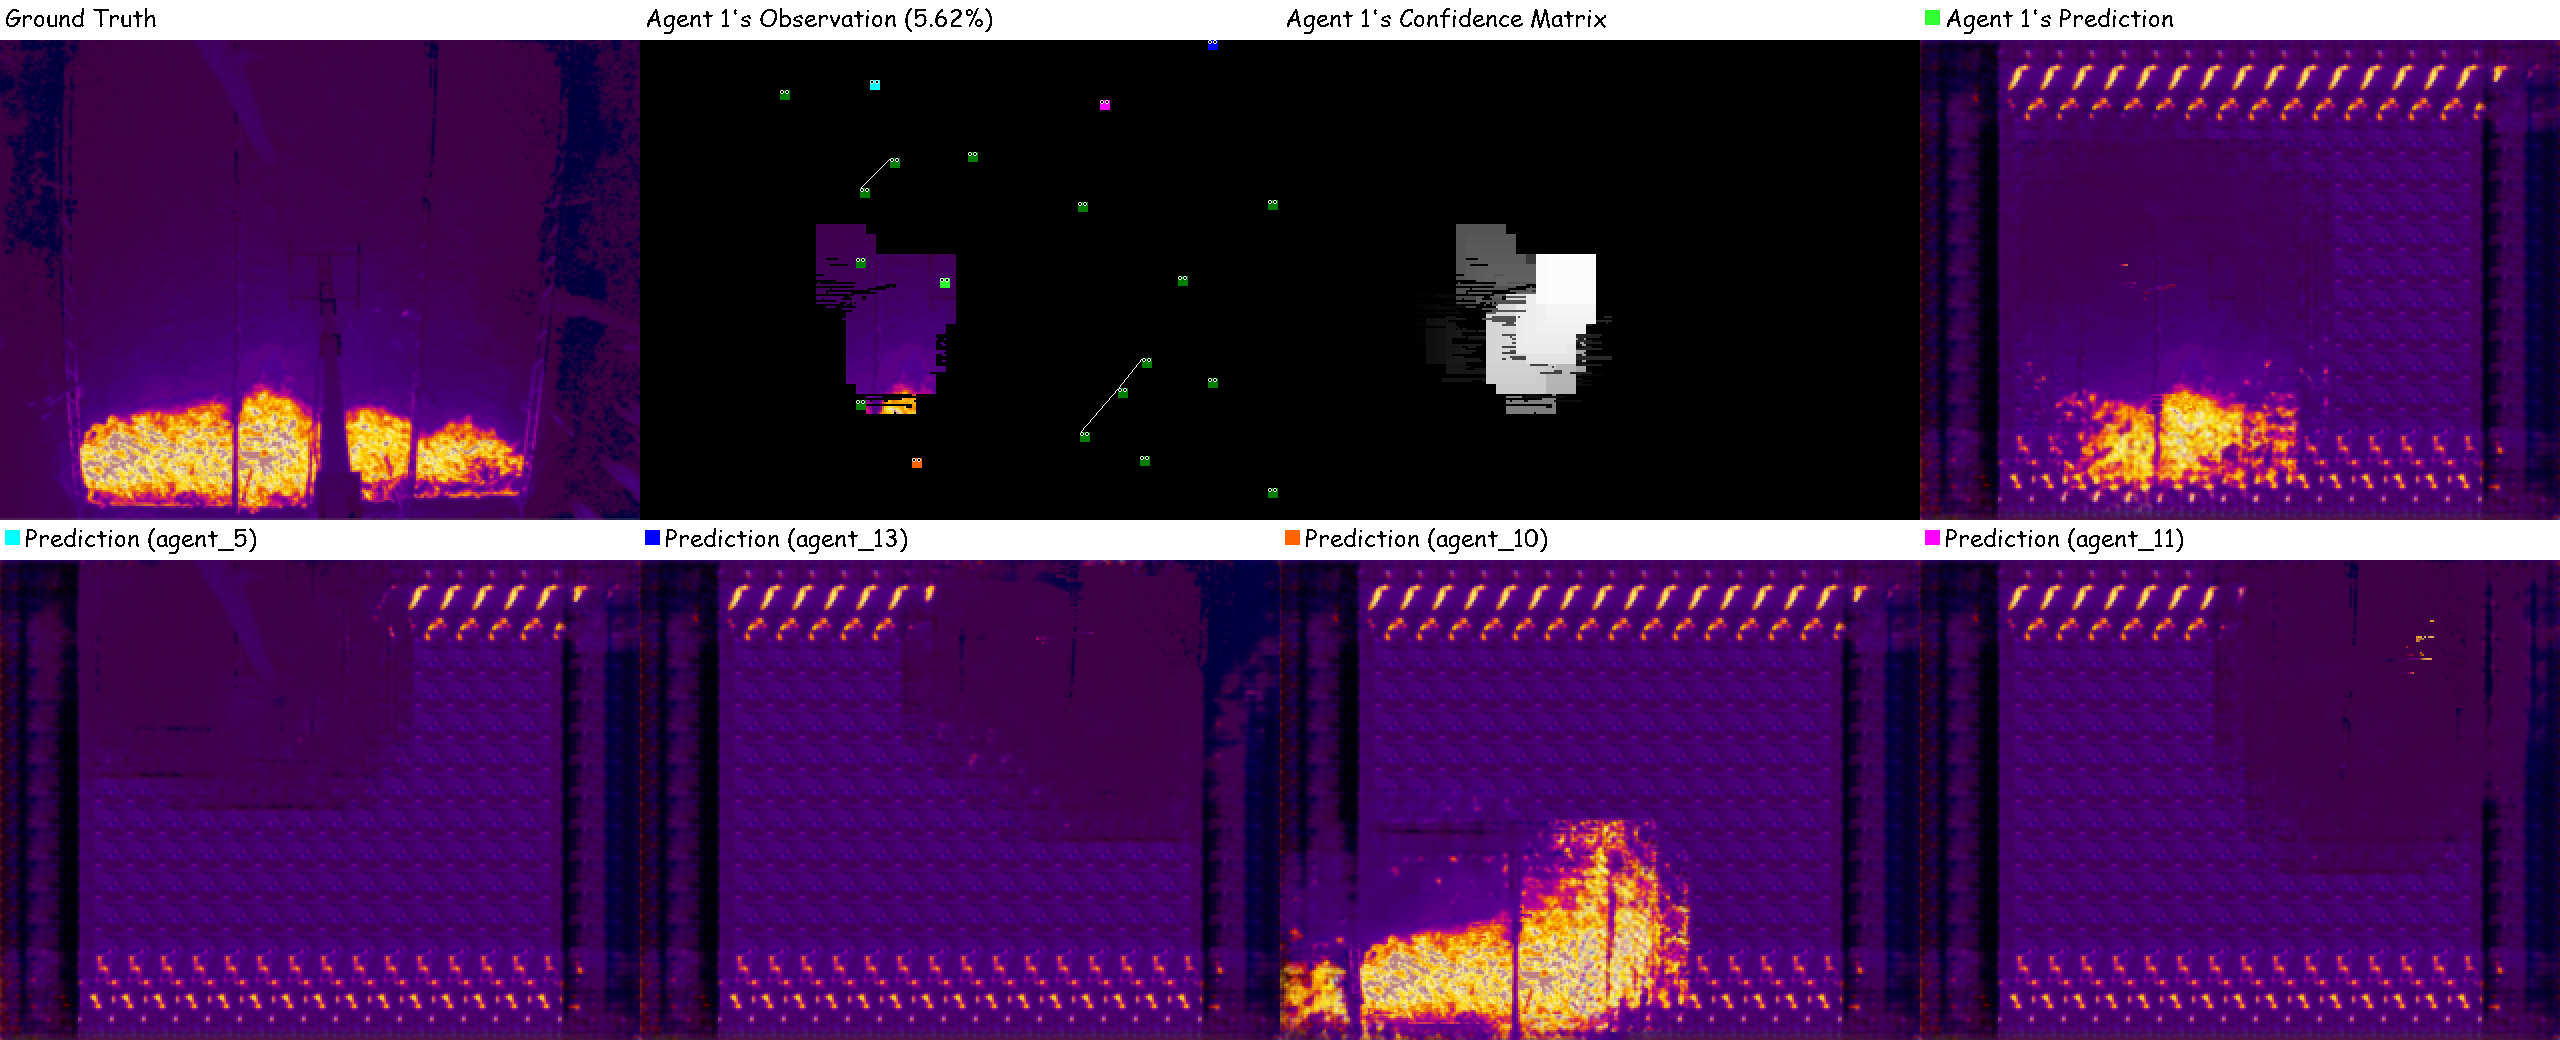 Ground Truth
Agent 1's Observation (5.62%)
Agent 1's Confidence Matrix
Agent 1's Prediction
Prediction (agent_5)
Prediction (agent_13)
Prediction (agent_10)
Prediction (agent_11)